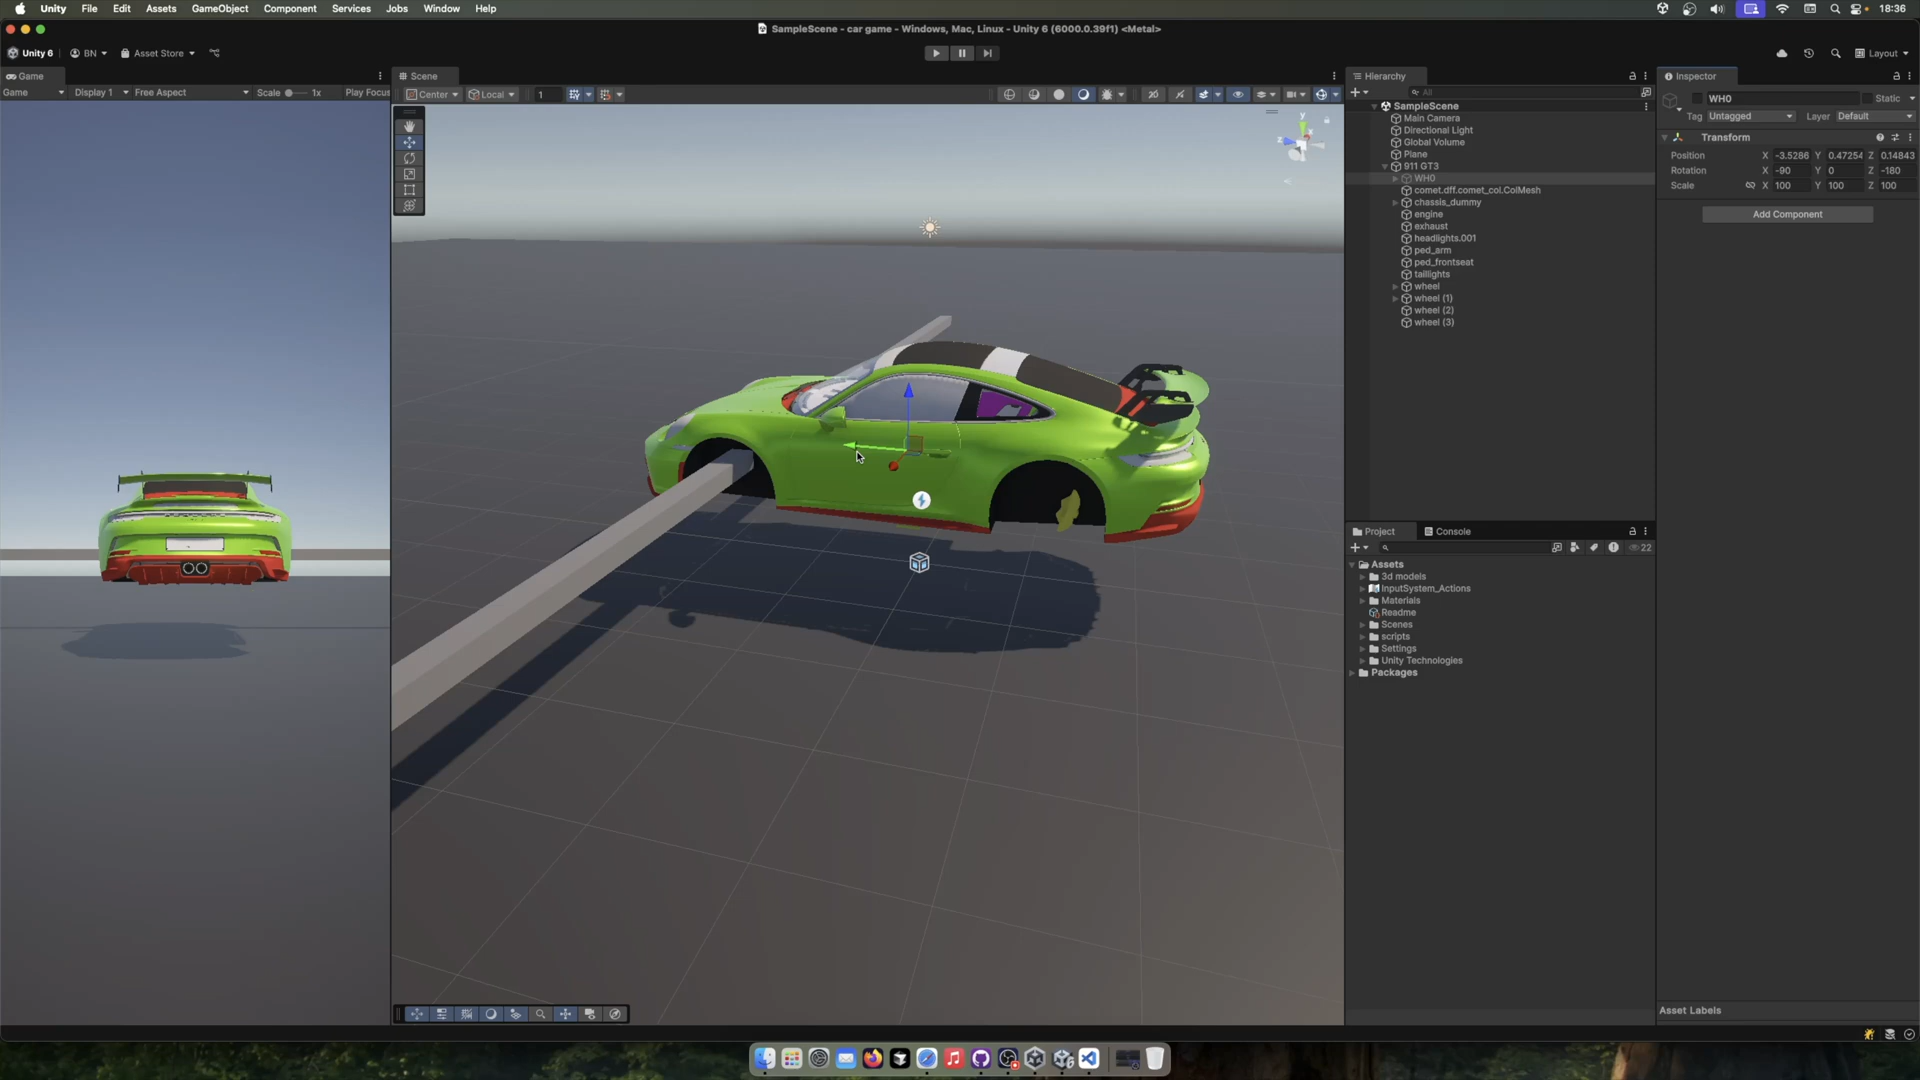 Unity File Edit Assets GameObject Component Services Jobs Window Help 18:36
SampleScene - car game - Windows, Mac, Linux - Unity 6 (6000.0.39f1) <Metal>
Unity 6 BN Asset Store Layout
Game Scene Hierarchy Inspector
Game Display 1 Free Aspect Scale 1x Play Focus Center Local 1 All
WH0 Static
Tag Untagged Layer Default
SampleScene
Main Camera
Directional Light
Global Volume
Plane
911 GT3
WH0
comet.dff.comet_col.ColMesh
chassis_dummy
engine
exhaust
headlights.001
ped_arm
ped_frontseat
taillights
wheel
wheel (1)
wheel (2)
wheel (3)
Transform
Position X -3.5286 Y 0.47254 Z 0.14843
Rotation X -90 Y 0 Z -180
Scale X 100 Y 100 Z 100
Add Component
Project Console
22
Assets
3d models
InputSystem_Actions
Materials
Readme
Scenes
scripts
Settings
Unity Technologies
Packages
Asset Labels